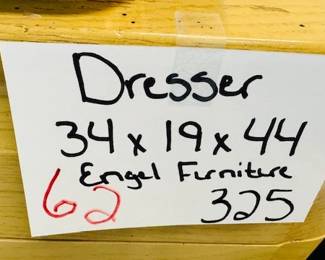 Dresser
34 x 19 x 44
Engel Furniture
62 325